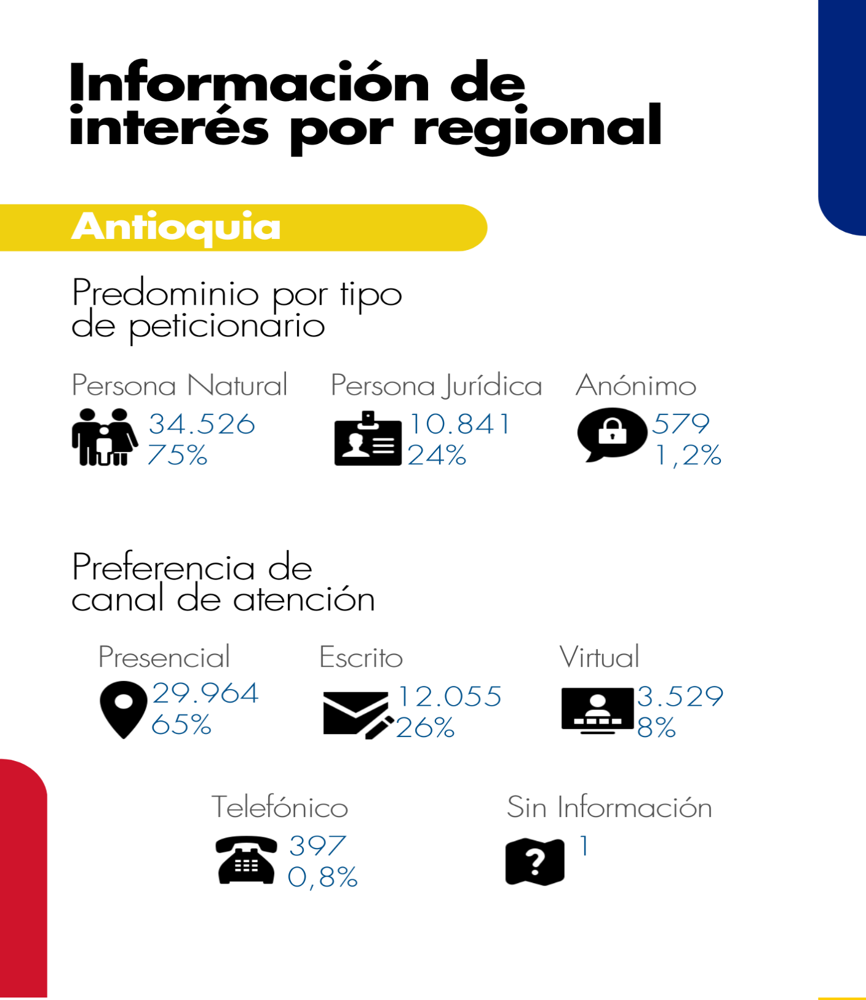 Información de
interés por regional
Antioquia
Predominio por tipo
de peticionario
Persona Natural
34.526
75%
Persona Jurídica
10.841
24%
Anónimo
579
1,2%
Preferencia de
canal de atención
Presencial
29.964
65%
Escrito
12.055
26%
Virtual
3.529
8%
Telefónico
397
0,8%
Sin Información
?
1